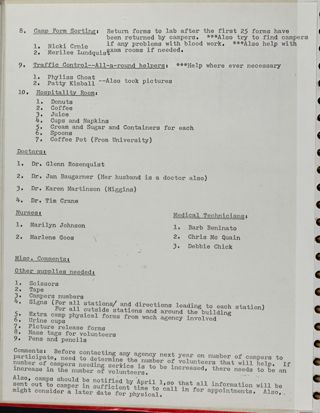 8. Camp Form Sorting: Return forms to lab after the first 25 forms have
been returned by campers. ***Also try to find campers
if any problems with blood work. ***Also help with
exam rooms if needed.
1. Nicki Crnic
2. Merilee Lundquist
9. Traffic Control--All-a-round helpers: ***Help where ever necessary
1. Phyliss Choat
2. Patty Kimball --Also took pictures
10. Hospitality Room:
1. Donuts
2. Coffee
3. Juice
4. Cups and Napkins
5. Cream and Sugar and Containers for each
6. Spoons
7. Coffee Pot (From University)
Doctors:
1. Dr. Glenn Rosenquist
2. Dr. Jan Baugarner (Her husband is a doctor also)
3. Dr. Karen Martinson (Higgins)
4. Dr. Tim Crane
Nurses:
1. Marilyn Johnson
2. Marlene Goos
Medical Technicians:
1. Barb Beninato
2. Chris Mc Quain
3. Debbie Chick
Misc. Comments:
Other supplies needed:
1. Scissors
2. Tape
3. Campers numbers
4. Signs (For all stations/ and directions leading to each station)
For all outside stations and around the building
5. Extra camp physical forms from each agency involved
6. Urine cups
7. Picture release forms
8. Name tags for volunteers
9. Pens and pencils
Comments: Before contacting any agency next year on number of campers to
participate, need to determine the number of volunteers that will help. If
number of campers needing service is to be increased, there needs to be an
increase in the number of volunteers.
Also, camps should be notified by April 1, so that all information will be
sent out to camper in sufficient time to call in for appointments. Also,
might consider a later date for physical.